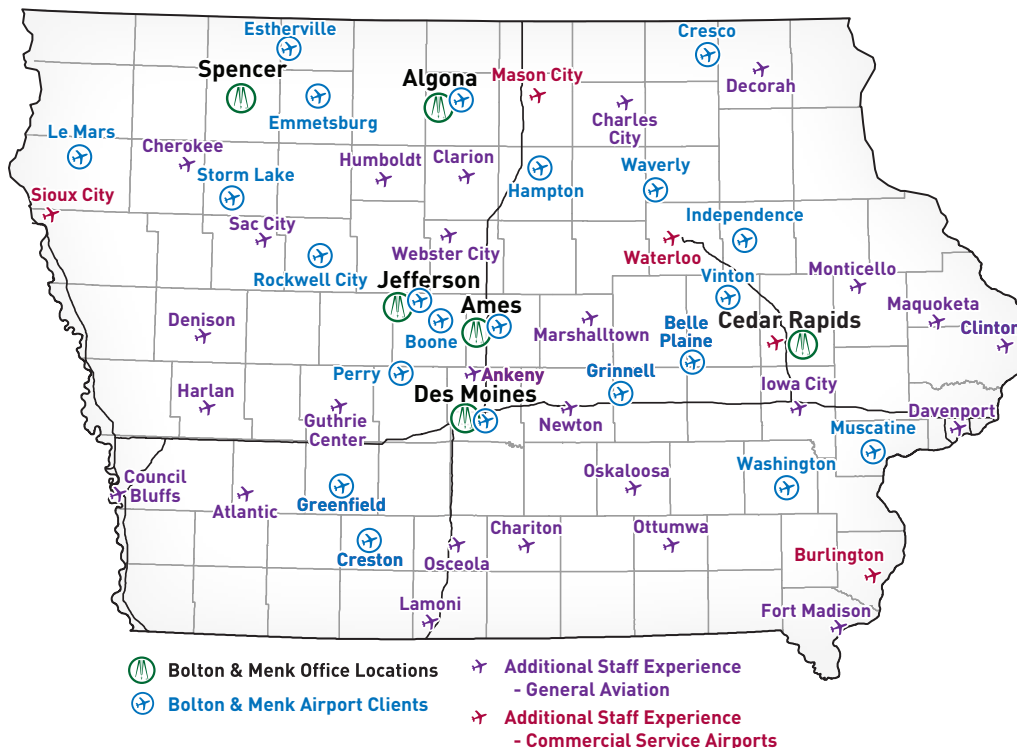 Estherville
Cresco
Spencer
Algona
Mason City
Decorah
Emmetsburg
Charles
City
Le Mars
Cherokee
Humboldt
Clarion
Waverly
Storm Lake
Hampton
Sioux City
Sac City
Independence
Webster City
Waterloo
Rockwell City
Monticello
Jefferson
Vinton
Maquoketa
Ames
Denison
Boone
Marshalltown
Belle
Plaine
Cedar Rapids
Clinton
Perry
Ankeny
Grinnell
Iowa City
Harlan
Des Moines
Guthrie
Center
Newton
Davenport
Muscatine
Council
Bluffs
Oskaloosa
Washington
Greenfield
Atlantic
Chariton
Ottumwa
Creston
Osceola
Burlington
Lamoni
Fort Madison
Bolton & Menk Office Locations
Bolton & Menk Airport Clients
Additional Staff Experience
- General Aviation
Additional Staff Experience
- Commercial Service Airports